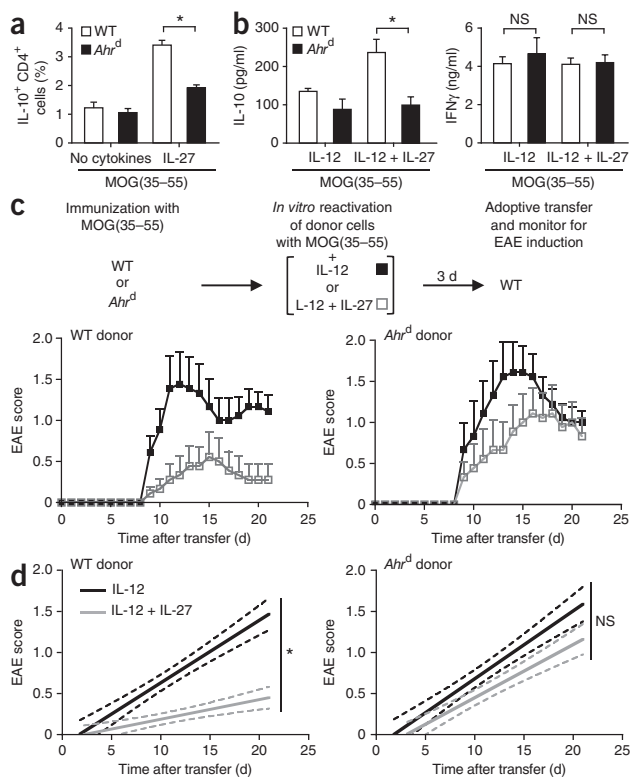 a
WT
Ahrᵈ
*
IL-10⁺ CD4⁺
cells (%)
4
3
2
1
0
No cytokines IL-27
MOG(35–55)
b
WT
Ahrᵈ
*
IL-10 (pg/ml)
300
200
100
0
IL-12 IL-12 + IL-27
MOG(35–55)
NS NS
IFNγ (ng/ml)
6
4
2
0
IL-12 IL-12 + IL-27
MOG(35–55)
c
Immunization with
MOG(35–55)
In vitro reactivation
of donor cells
with MOG(35–55)
Adoptive transfer
and monitor for
EAE induction
WT
or
Ahrᵈ
+
IL-12
or
L-12 + IL-27
3 d
WT
WT donor
EAE score
2.0
1.5
1.0
0.5
0
0 5 10 15 20 25
Time after transfer (d)
Ahrᵈ donor
EAE score
2.0
1.5
1.0
0.5
0
0 5 10 15 20 25
Time after transfer (d)
d
WT donor
IL-12
IL-12 + IL-27
*
EAE score
2.0
1.5
1.0
0.5
0
0 5 10 15 20 25
Time after transfer (d)
Ahrᵈ donor
NS
EAE score
2.0
1.5
1.0
0.5
0
0 5 10 15 20 25
Time after transfer (d)